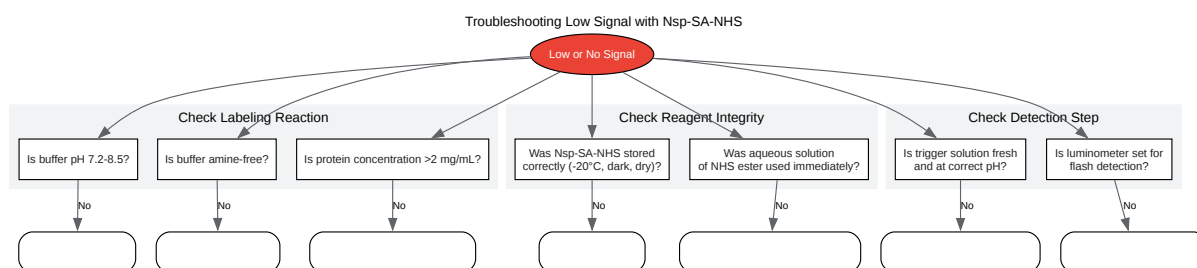 Troubleshooting Low Signal with Nsp-SA-NHS
Low or No Signal
Check Labeling Reaction
Check Reagent Integrity
Check Detection Step
Is buffer pH 7.2-8.5?
Is buffer amine-free?
Is protein concentration >2 mg/mL?
Was Nsp-SA-NHS stored
correctly (-20°C, dark, dry)?
Was aqueous solution
of NHS ester used immediately?
Is trigger solution fresh
and at correct pH?
Is luminometer set for
flash detection?
No
No
No
No
No
No
No